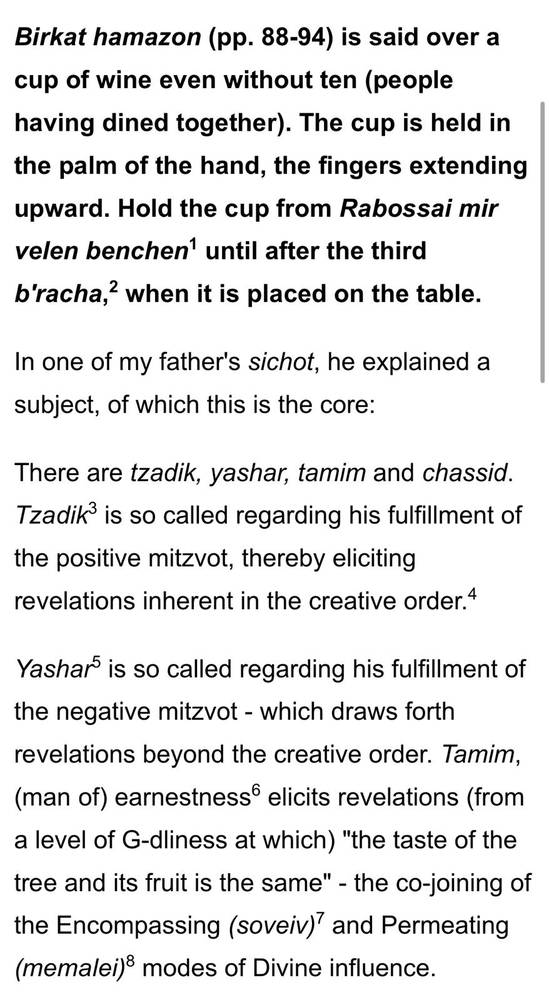 Birkat hamazon (pp. 88-94) is said over a
cup of wine even without ten (people
having dined together). The cup is held in
the palm of the hand, the fingers extending
upward. Hold the cup from Rabossai mir
velen benchen¹ until after the third
b'racha,² when it is placed on the table.
In one of my father's sichot, he explained a
subject, of which this is the core:
There are tzadik, yashar, tamim and chassid.
Tzadik³ is so called regarding his fulfillment of
the positive mitzvot, thereby eliciting
revelations inherent in the creative order.⁴
Yashar⁵ is so called regarding his fulfillment of
the negative mitzvot - which draws forth
revelations beyond the creative order. Tamim,
(man of) earnestness⁶ elicits revelations (from
a level of G-dliness at which) "the taste of the
tree and its fruit is the same" - the co-joining of
the Encompassing (soveiv)⁷ and Permeating
(memalei)⁸ modes of Divine influence.